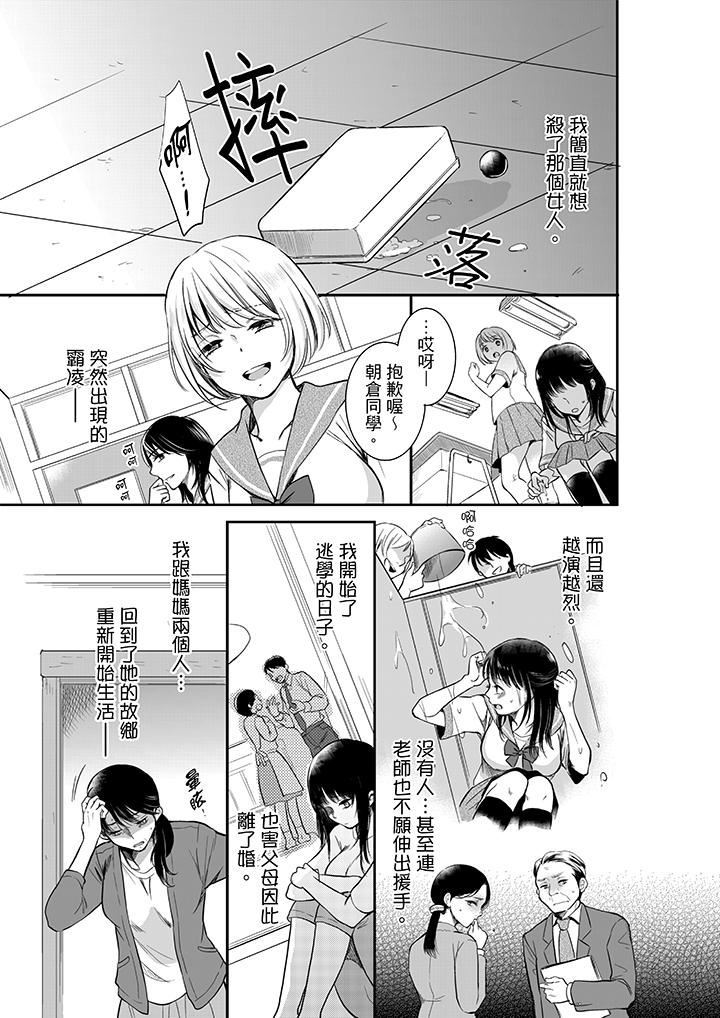 我簡直就想
殺了那個女人。
摔
落
啊
啊…！
…哎呀—
抱歉喔～
朝倉同學。
呵呵
呵呵
突然出現的
霸凌——
而且還
越演越烈。
啊哈哈
沒有人…甚至連
老師也不願伸出援手。
我開始了
逃學的日子。
也害父母因此
離了婚。
我跟媽媽兩個人…
回到了她的故鄉
重新開始生活——
暈眩…